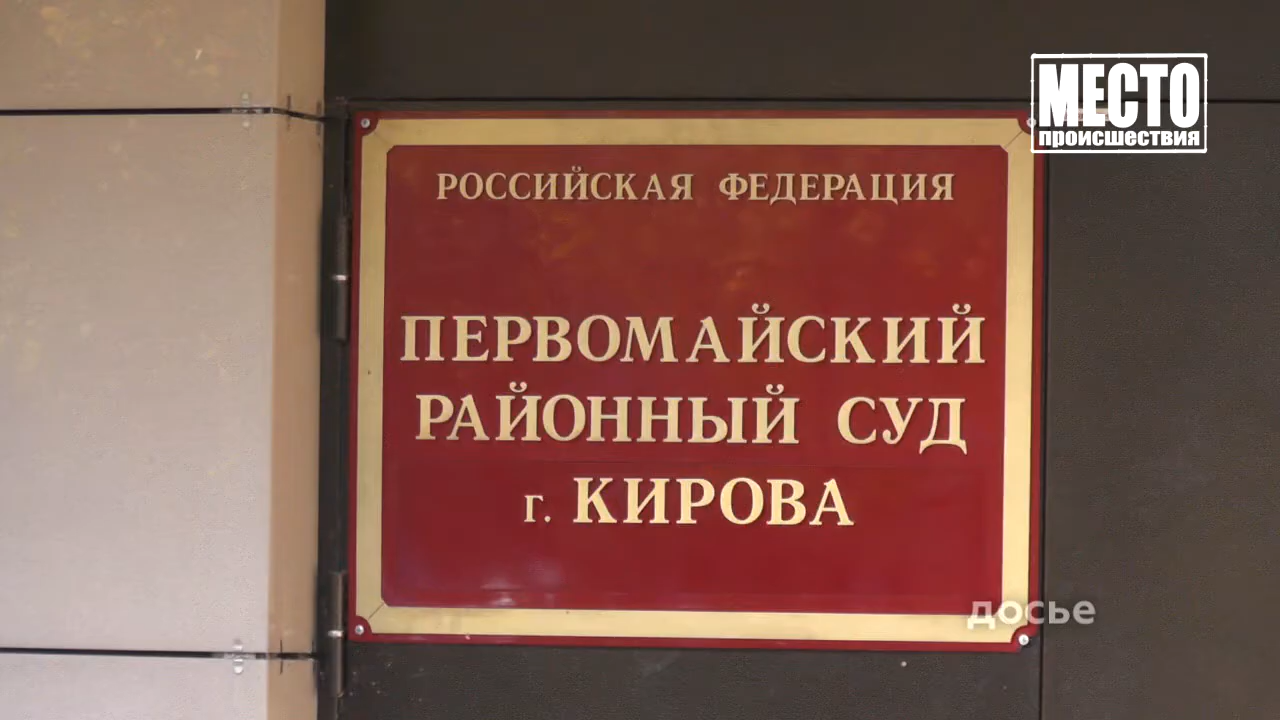 МЕСТО
ПРОИСШЕСТВИЯ
РОССИЙСКАЯ ФЕДЕРАЦИЯ
ПЕРВОМАЙСКИЙ
РАЙОННЫЙ СУД
г. КИРОВА
досье